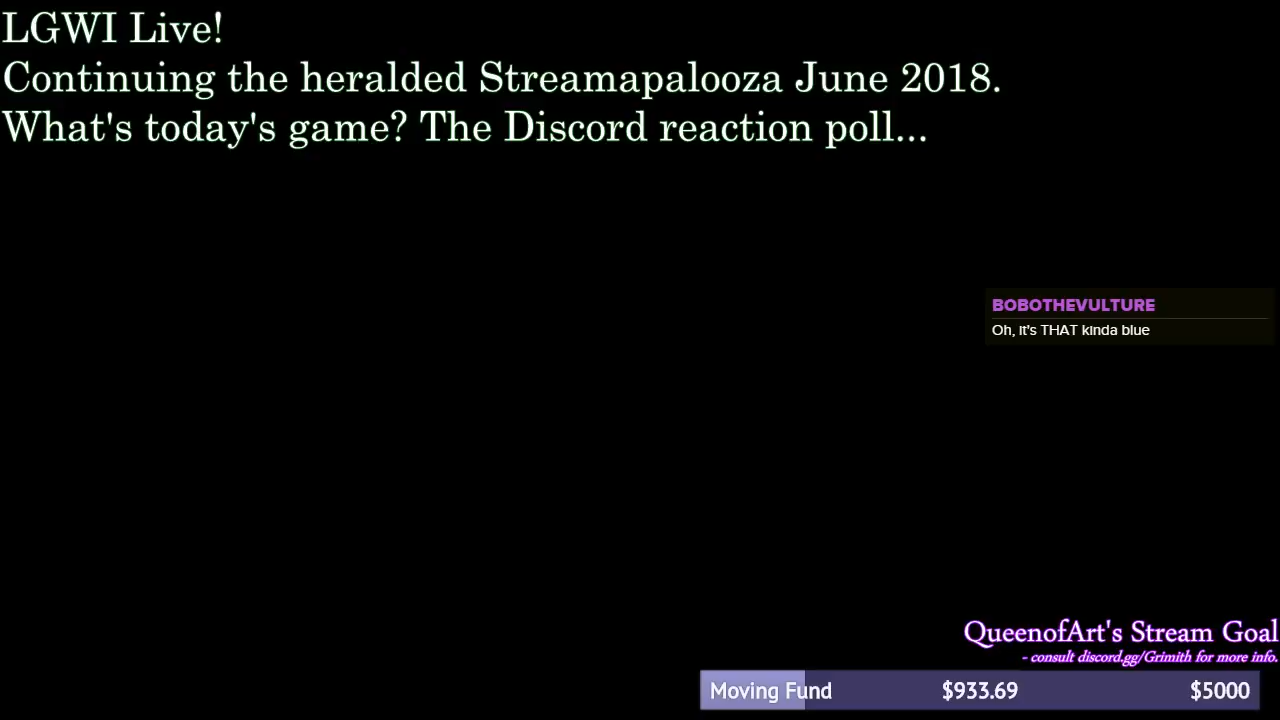 LGWI Live!
Continuing the heralded Streamapalooza June 2018.
What's today's game? The Discord reaction poll...
BOBOTHEVULTURE
Oh, it's THAT kinda blue
QueenofArt's Stream Goal
- consult discord.gg/Grimith for more info.
Moving Fund $933.69 $5000